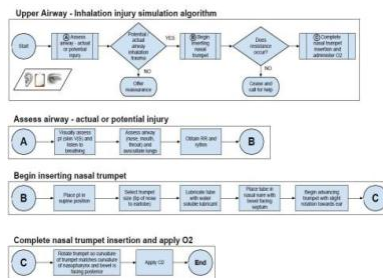 Upper Airway - Inhalation injury simulation algorithm
Start
A Assess
airway - actual
or potential
injury
Potential /
actual
airway
inhalation
trauma
YES
NO
Offer
reassurance
B Begin
inserting
nasal
trumpet
Does
resistance
occur?
NO
call for help
C Complete
nasal trumpet
insertion and
administer O2
Assess airway - actual or potential injury
A
Visually assess
pt (skin VS) and
listen to
breathing
Assess airway
(nose, mouth,
throat) and
auscultate lungs
Obtain RR and
B
Begin inserting nasal trumpet
B
Place pt in
supine position
Select trumpet
size (tip of nose
to earlobe)
Lubricate tube
with water
soluble lubricant
Place tube in
nasal naris with
bevel facing
septum
Begin advancing
trumpet with slight
rotation towards ear
C
Complete nasal trumpet insertion and apply O2
C
Rotate trumpet so curvature
of trumpet matches curvature
of nasopharynx and bevel is
facing posterior
Apply O2
End